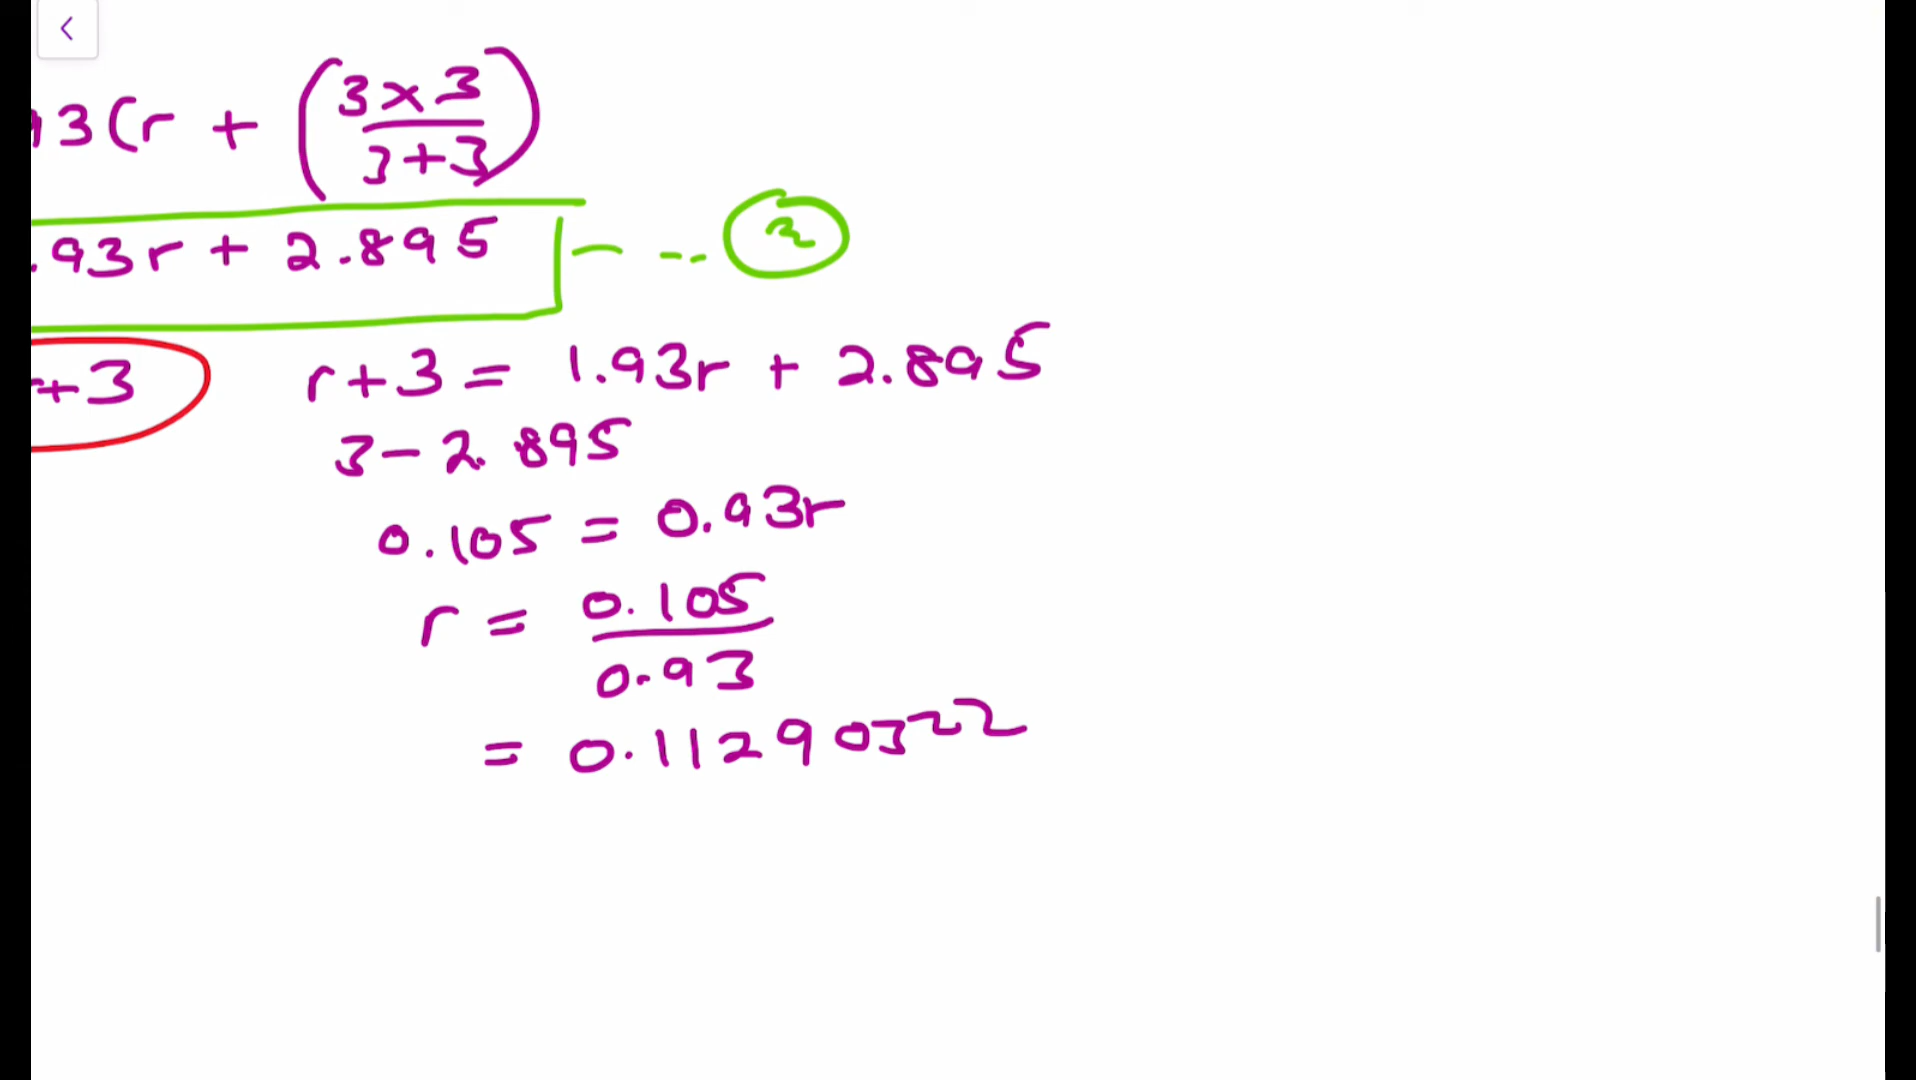 93(r + (3×3/3+3)
.93r + 2.895 --- 2
r+3
r+3 = 1.93r + 2.895
3-2.895
0.105 = 0.93r
r = 0.105/0.93
= 0.11290322